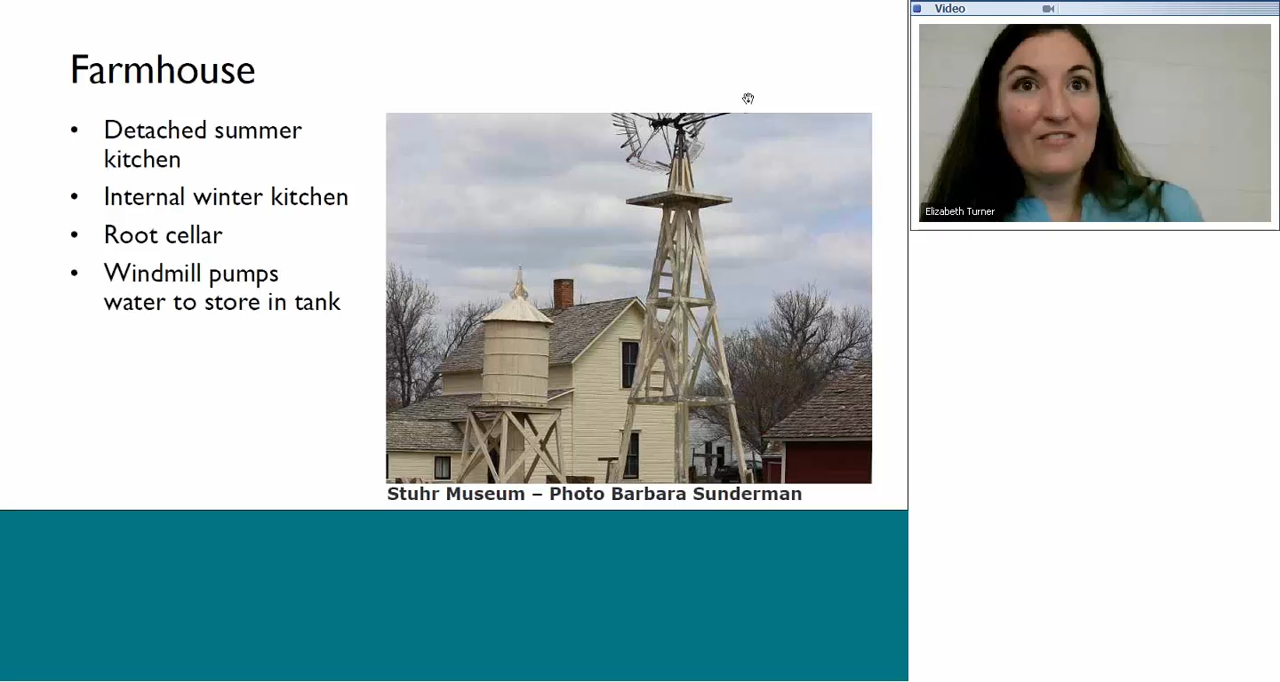 Farmhouse
• Detached summer
kitchen
• Internal winter kitchen
• Root cellar
• Windmill pumps
water to store in tank
Stuhr Museum – Photo Barbara Sunderman
Video
Elizabeth Turner